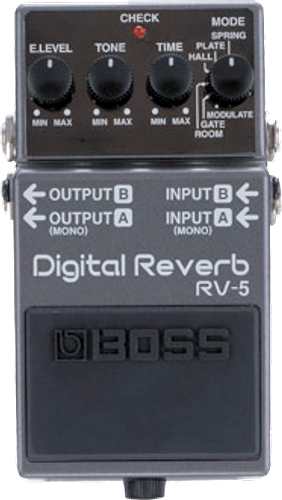 CHECK
MODE
SPRING
E.LEVEL
TONE
TIME
PLATE
HALL
MIN MAX
MIN MAX
MIN MAX
MODULATE
GATE
ROOM
OUTPUT B
INPUT B
OUTPUT A
INPUT A
(MONO)
(MONO)
Digital Reverb
RV-5
BOSS